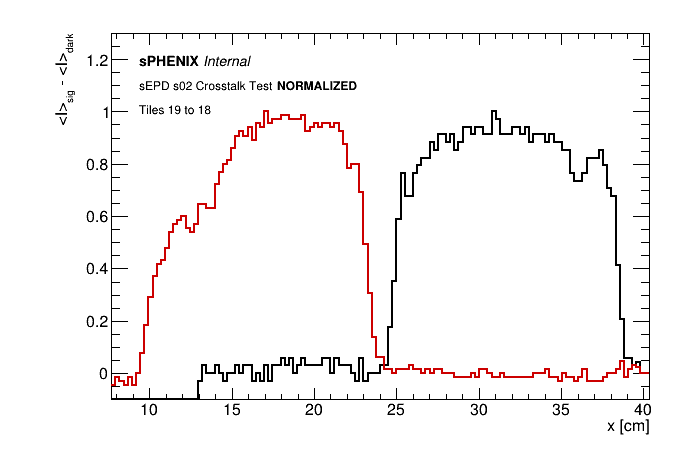 <I>sig - <I>dark
sPHENIX Internal
sEPD s02 Crosstalk Test NORMALIZED
Tiles 19 to 18
1.2
1
0.8
0.6
0.4
0.2
0
10 15 20 25 30 35 40
x [cm]